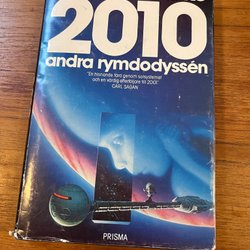 2010
andra rymdodyssén
"En hisnande färd genom solsystemet
och en värdig efterföljare till 2001"
CARL SAGAN
PRISMA